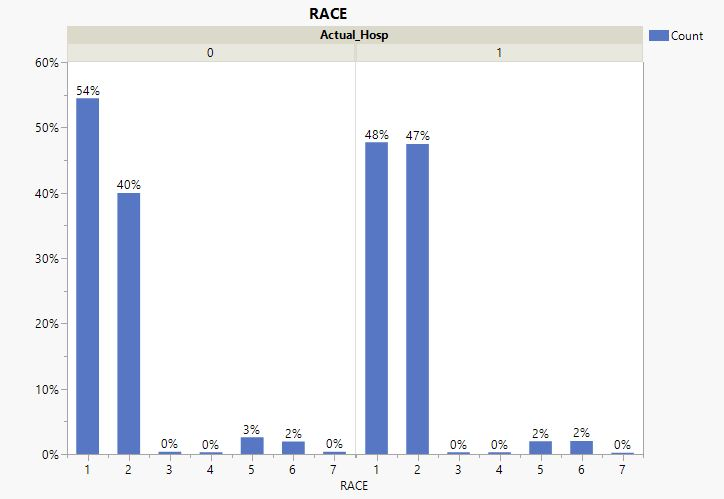 RACE
Actual_Hosp
Count
0 1
60%
50%
40%
30%
20%
10%
0%
54% 40% 0% 0% 3% 2% 0% 48% 47% 0% 0% 2% 2% 0%
1 2 3 4 5 6 7 1 2 3 4 5 6 7
RACE